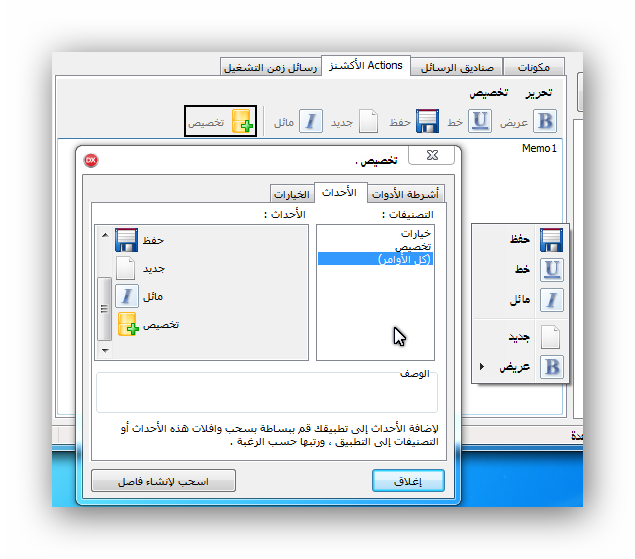 مكونات صناديق الرسائل الأكشنز Actions رسائل زمن التشغيل
تحرير تخصيص
عريض خط حفظ جديد مائل تخصيص
Memo1
تخصيص .
أشرطة الأدوات الأحداث الخيارات
التصنيفات : الأحداث :
خيارات
تخصيص
(كل الأوامر)
حفظ
جديد
مائل
تخصيص
الوصف
لإضافة الأحداث إلى تطبيقك قم ببساطة بسحب وافلات هذه الأحداث أو
التصنيفات إلى التطبيق ، ورتبها حسب الرغبة .
إغلاق اسحب لإنشاء فاصل
حفظ
خط
مائل
جديد
عريض